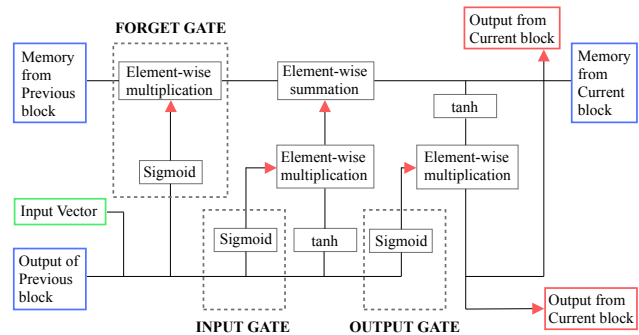 FORGET GATE
Output from
Current block
Memory
from
Previous
block
Element-wise
multiplication
Element-wise
summation
Memory
from
Current
block
tanh
Sigmoid
Element-wise
multiplication
Element-wise
multiplication
Input Vector
Sigmoid
tanh
Sigmoid
Output of
Previous
block
Output from
Current block
INPUT GATE
OUTPUT GATE